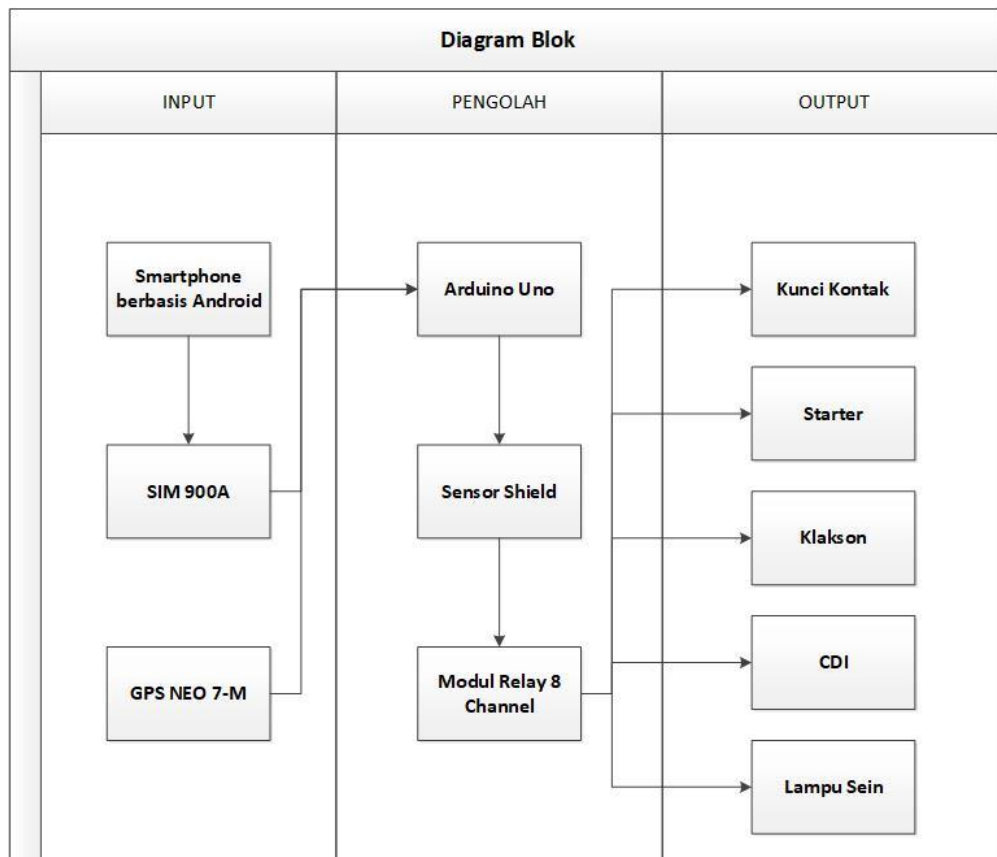 Diagram Blok
INPUT
PENGOLAH
OUTPUT
Smartphone
berbasis Android
SIM 900A
GPS NEO 7-M
Arduino Uno
Sensor Shield
Modul Relay 8
Channel
Kunci Kontak
Starter
Klakson
CDI
Lampu Sein